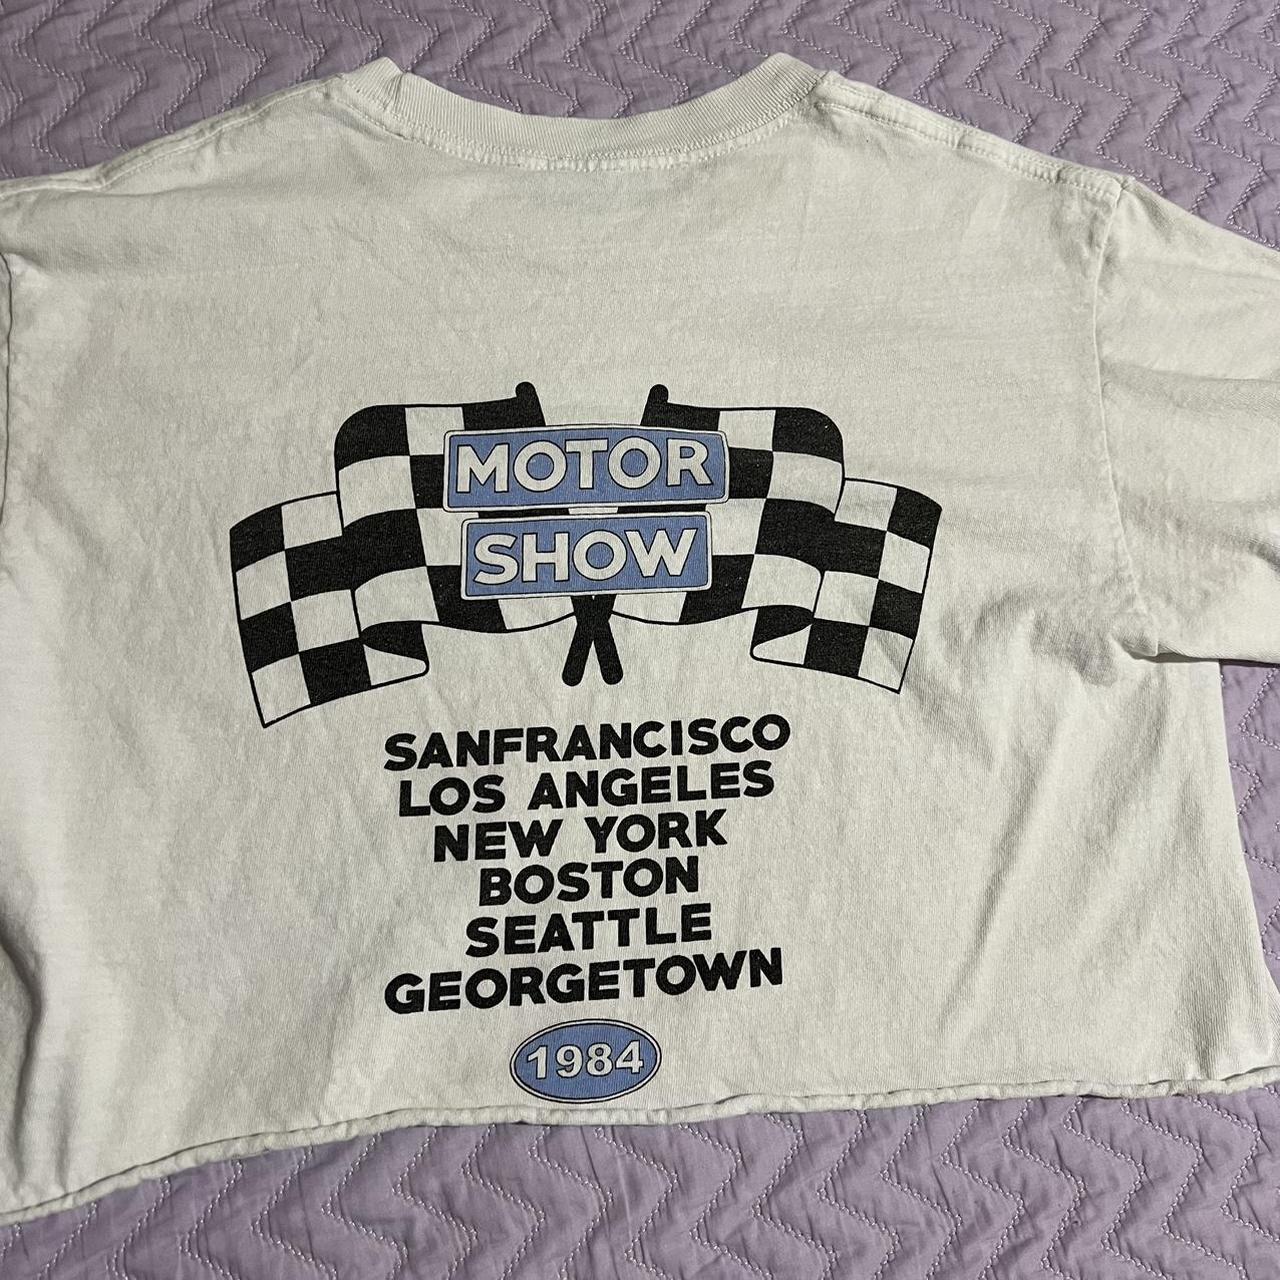 MOTOR
SHOW
SANFRANCISCO
LOS ANGELES
NEW YORK
BOSTON
SEATTLE
GEORGETOWN
1984